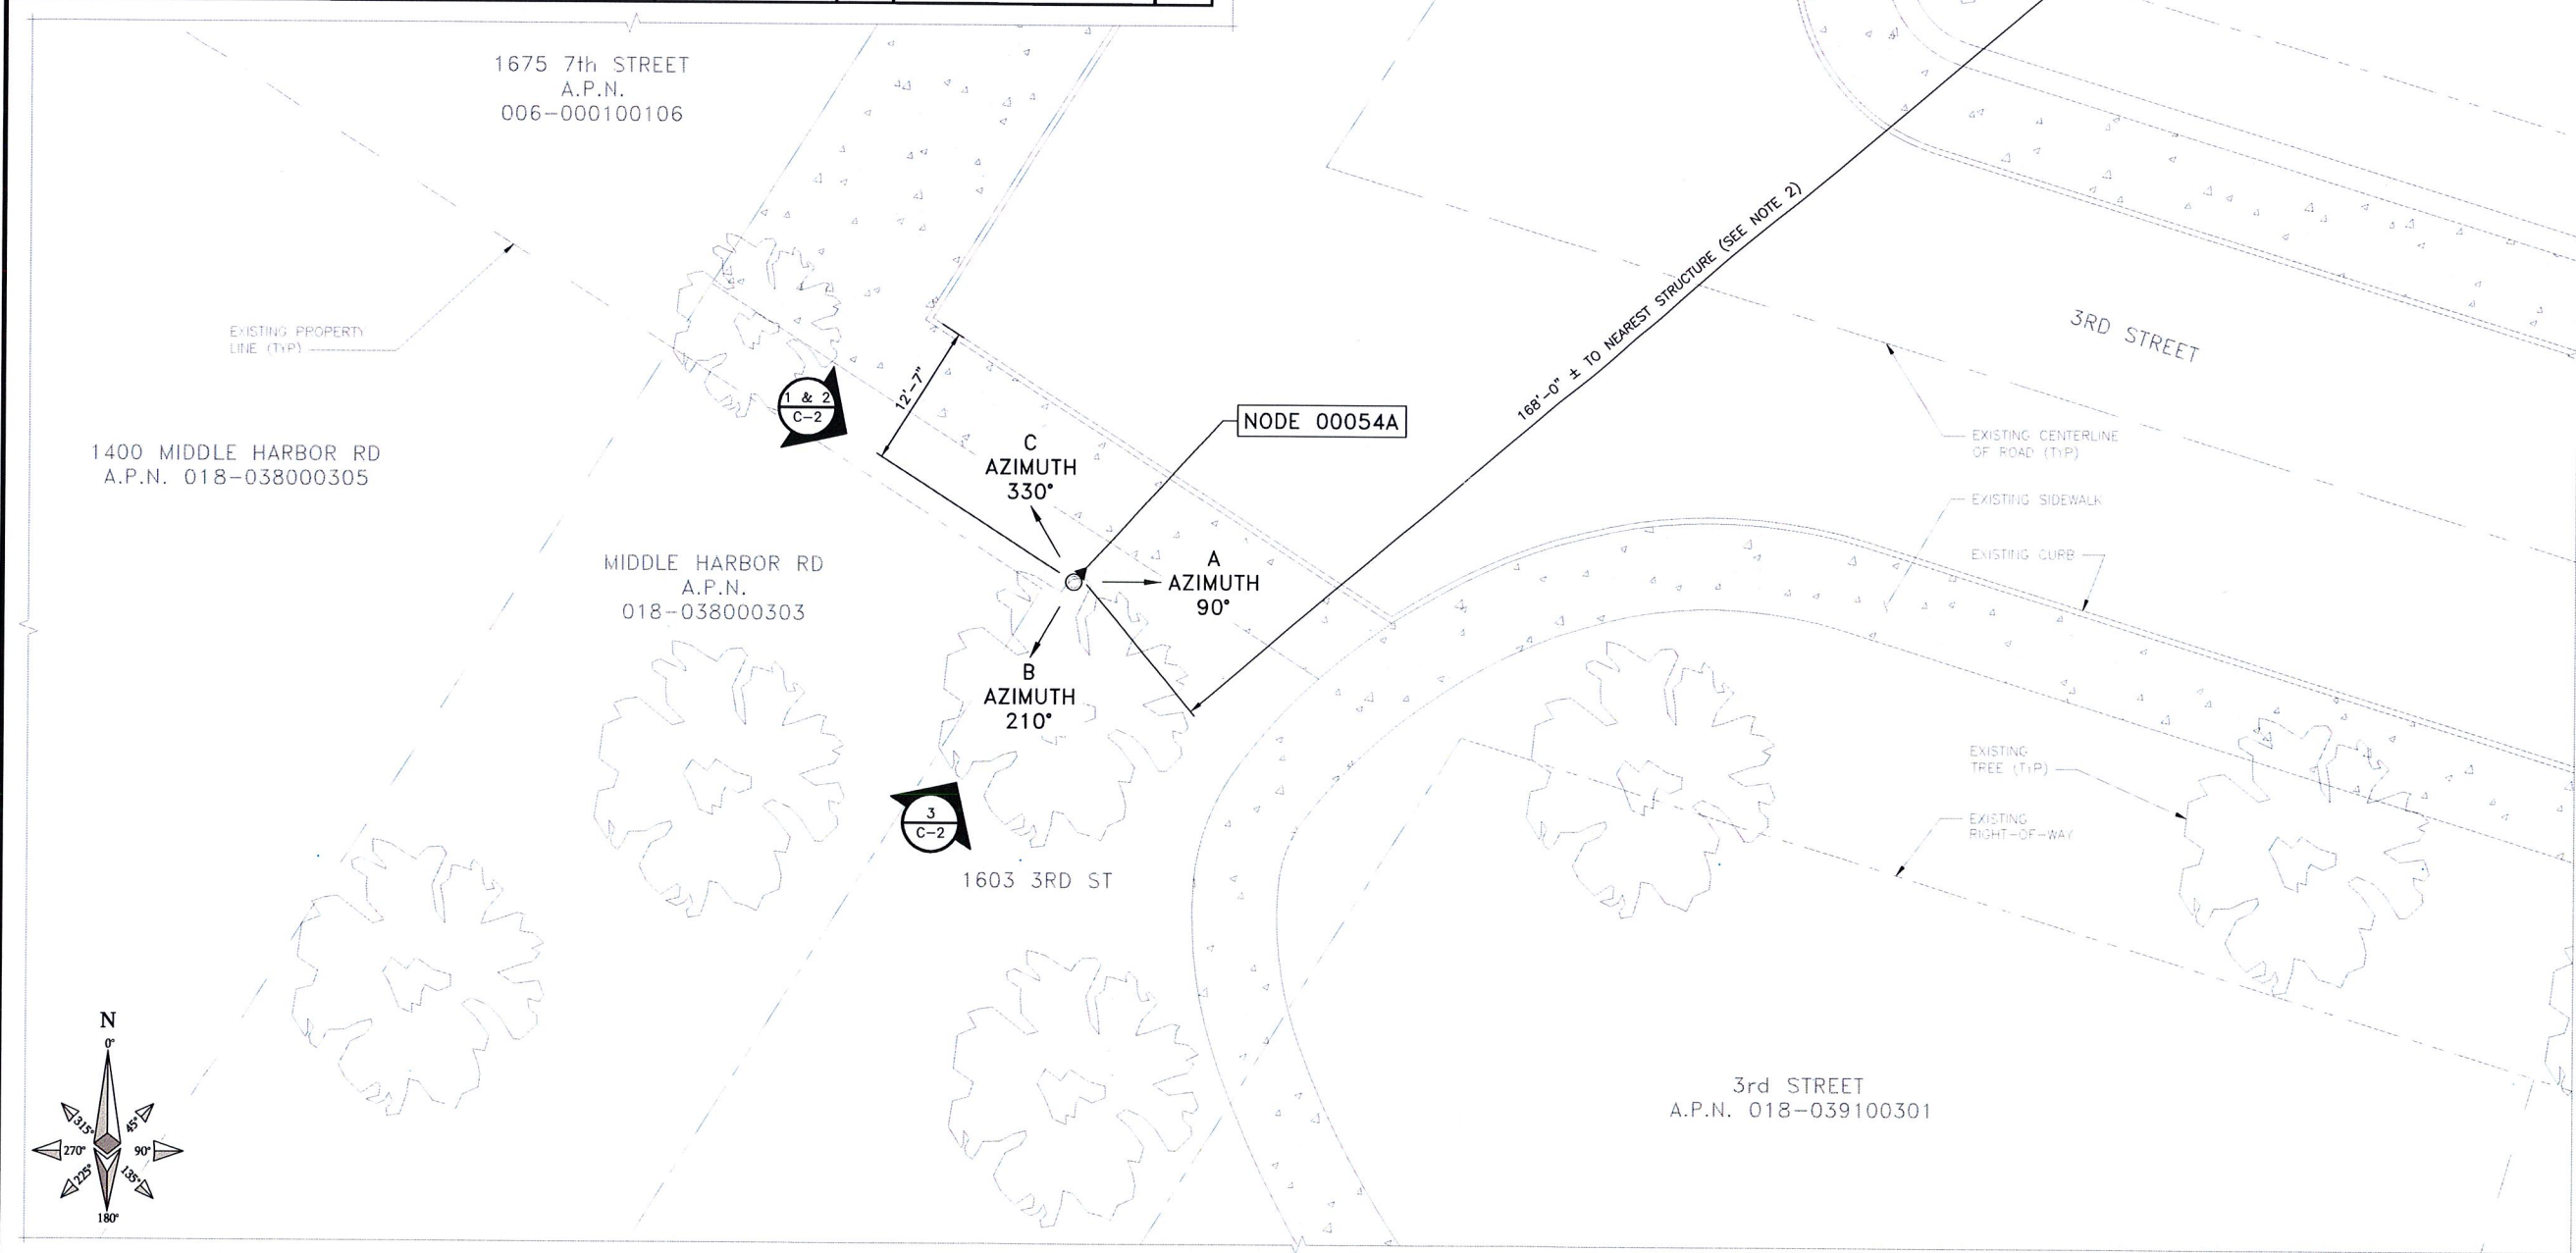 1675 7th STREET
A.P.N.
006-000100106
EXISTING PROPERTY
LINE (TYP)
1400 MIDDLE HARBOR RD
A.P.N. 018-038000305
MIDDLE HARBOR RD
A.P.N.
018-038000303
1 & 2
C-2
12'-7"
C
AZIMUTH
330°
NODE 00054A
A
AZIMUTH
90°
B
AZIMUTH
210°
3
C-2
1603 3RD ST
168'-0" ± TO NEAREST STRUCTURE (SEE NOTE 2)
3RD STREET
EXISTING CENTERLINE
OF ROAD (TYP)
EXISTING SIDEWALK
EXISTING CURB
EXISTING
TREE (TYP)
EXISTING
RIGHT-OF-WAY
3rd STREET
A.P.N. 018-039100301
N
0°
315°
45°
270°
90°
225°
135°
180°